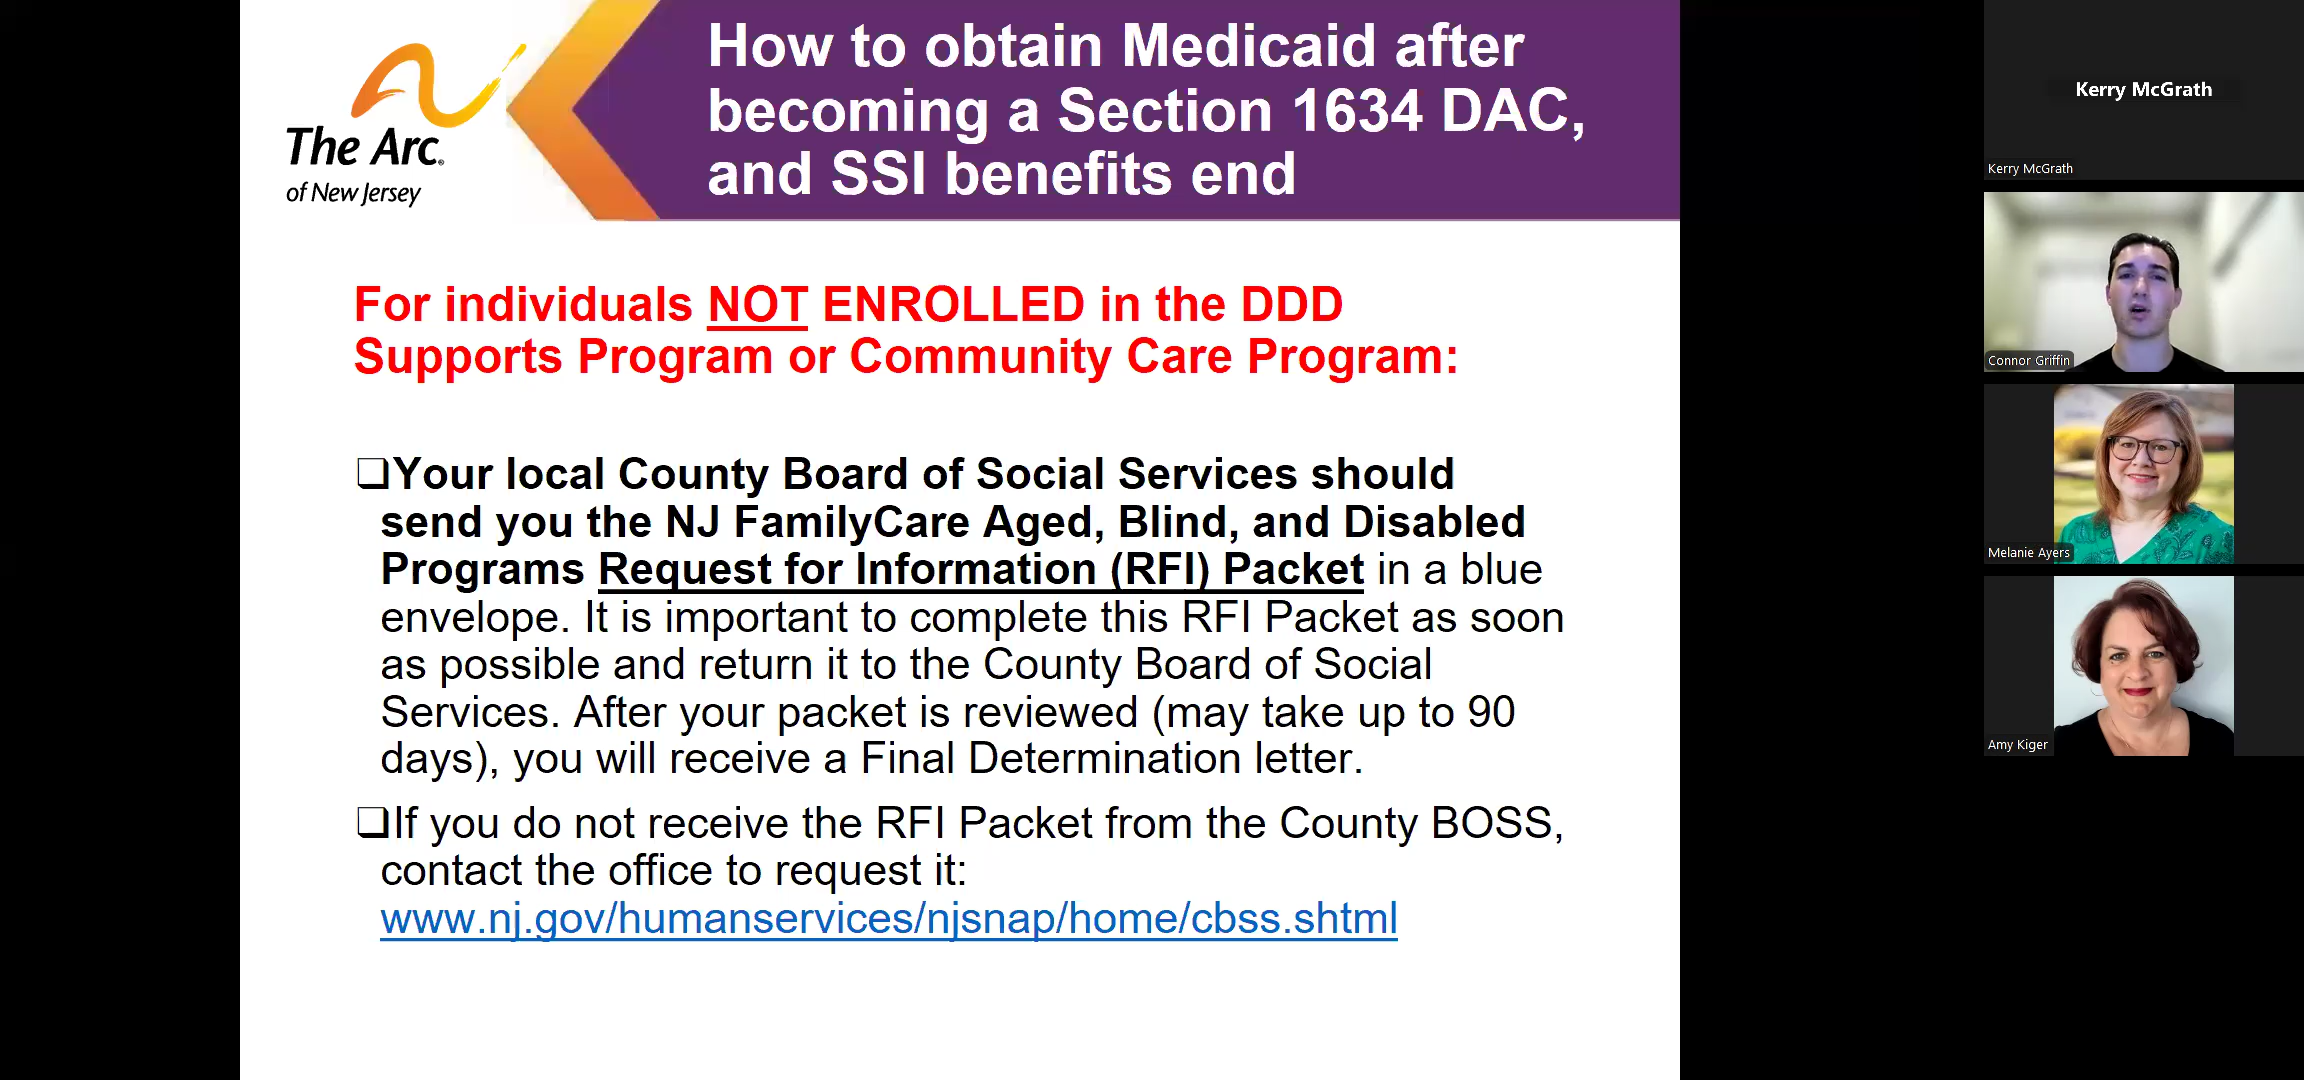 The Arc®
of New Jersey
How to obtain Medicaid after
becoming a Section 1634 DAC,
and SSI benefits end
For individuals NOT ENROLLED in the DDD
Supports Program or Community Care Program:
❑Your local County Board of Social Services should
send you the NJ FamilyCare Aged, Blind, and Disabled
Programs Request for Information (RFI) Packet in a blue
envelope. It is important to complete this RFI Packet as soon
as possible and return it to the County Board of Social
Services. After your packet is reviewed (may take up to 90
days), you will receive a Final Determination letter.
❑If you do not receive the RFI Packet from the County BOSS,
contact the office to request it:
www.nj.gov/humanservices/njsnap/home/cbss.shtml
Kerry McGrath
Kerry McGrath
Connor Griffin
Melanie Ayers
Amy Kiger